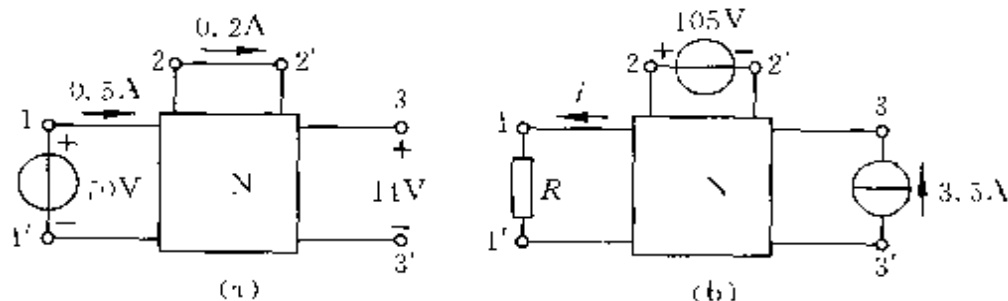 0.2A
2 2'
0.5A
1 3
+ +
N 14V
- -
1' 3'
(a)
105V
+ -
2 2'
i
1 3
R 3.5A
1' 3'
(b)